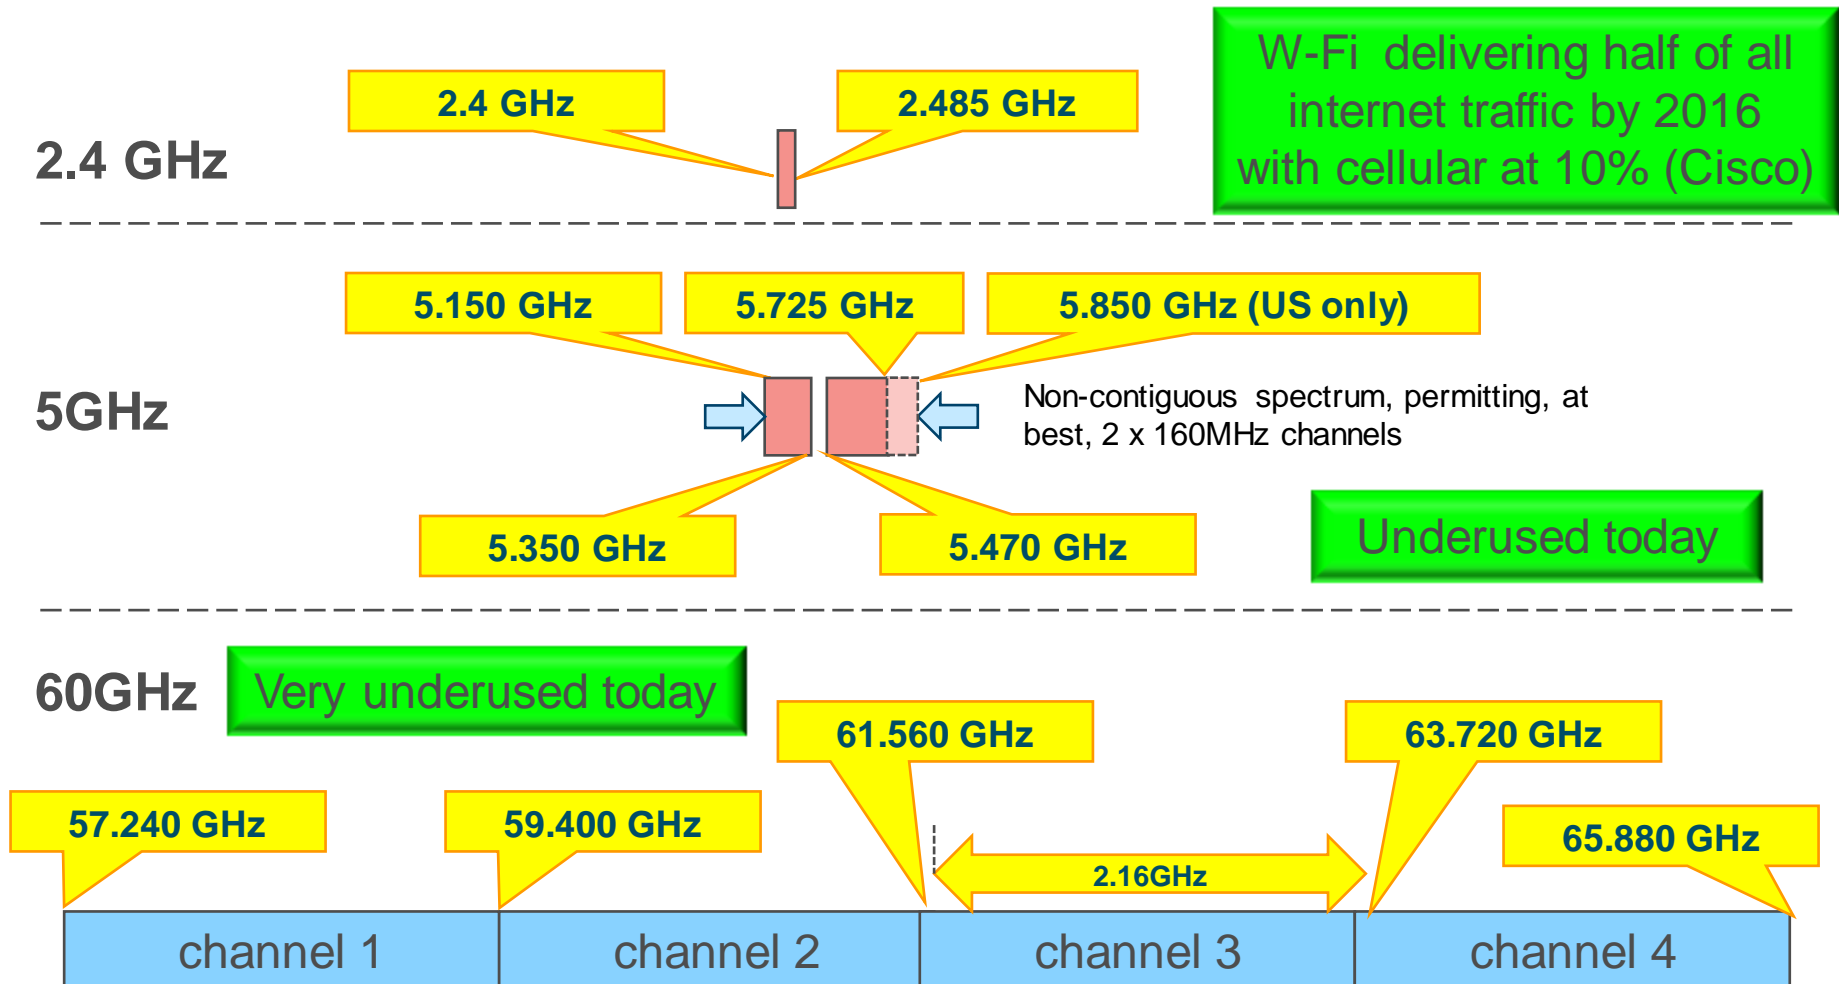 W-Fi delivering half of all
internet traffic by 2016
with cellular at 10% (Cisco)
2.4 GHz
2.485 GHz
2.4 GHz
5.150 GHz
5.725 GHz
5.850 GHz (US only)
5GHz
Non-contiguous spectrum, permitting, at
best, 2 x 160MHz channels
5.350 GHz
5.470 GHz
Underused today
60GHz
Very underused today
61.560 GHz
63.720 GHz
57.240 GHz
59.400 GHz
65.880 GHz
2.16GHz
channel 1
channel 2
channel 3
channel 4